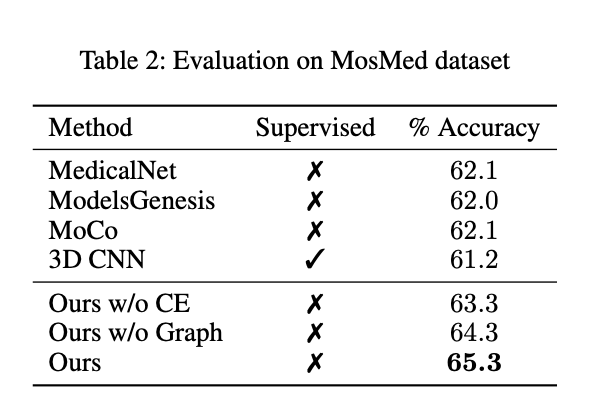 Table 2: Evaluation on MosMed dataset
Method Supervised % Accuracy
MedicalNet ✗ 62.1
ModelsGenesis ✗ 62.0
MoCo ✗ 62.1
3D CNN ✓ 61.2
Ours w/o CE ✗ 63.3
Ours w/o Graph ✗ 64.3
Ours ✗ 65.3